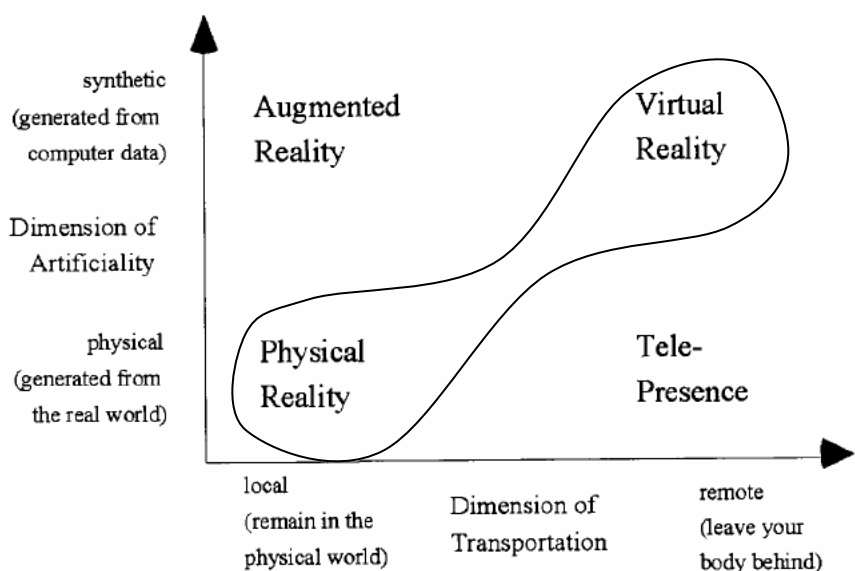 synthetic
(generated from
computer data)
Augmented
Reality
Virtual
Reality
Dimension of
Artificiality
physical
(generated from
the real world)
Physical
Reality
Tele-
Presence
local
(remain in the
physical world)
Dimension of
Transportation
remote
(leave your
body behind)